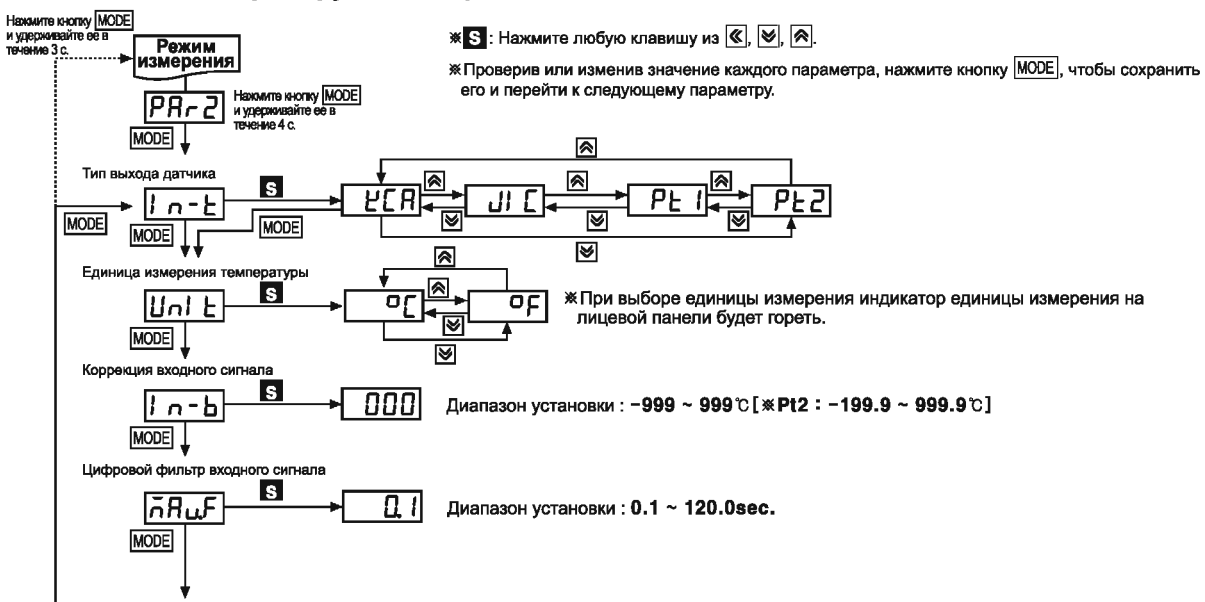 Нажмите кнопку MODE
и удерживайте ее в
течение 3 с.
Режим
измерения
※ S : Нажмите любую клавишу из «, ︾, ︽.
※Проверив или изменив значение каждого параметра, нажмите кнопку MODE, чтобы сохранить
его и перейти к следующему параметру.
PAr2
Нажмите кнопку MODE
и удерживайте ее в
течение 4 с.
MODE
Тип выхода датчика
MODE
In-t
S
KCA
JIC
Pt1
Pt2
MODE
MODE
Единица измерения температуры
UnIt
S
°C
°F
※При выборе единицы измерения индикатор единицы измерения на
лицевой панели будет гореть.
MODE
Коррекция входного сигнала
In-b
S
000
Диапазон установки : -999 ~ 999℃ [※Pt2 : -199.9 ~ 999.9℃]
MODE
Цифровой фильтр входного сигнала
MAu.F
S
0.1
Диапазон установки : 0.1 ~ 120.0sec.
MODE